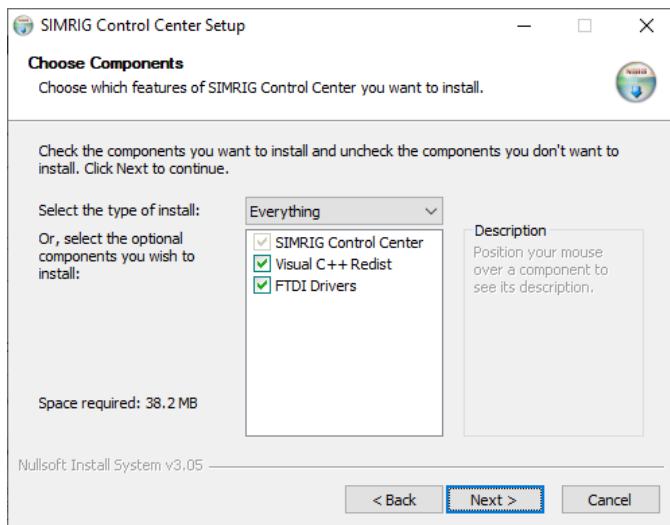 SIMRIG Control Center Setup
Choose Components
Choose which features of SIMRIG Control Center you want to install.
NSIS
Check the components you want to install and uncheck the components you don't want to
install. Click Next to continue.
Select the type of install:
Everything
Or, select the optional
components you wish to
install:
SIMRIG Control Center
Visual C++ Redist
FTDI Drivers
Description
Position your mouse
over a component to
see its description.
Space required: 38.2 MB
Nullsoft Install System v3.05
< Back
Next >
Cancel